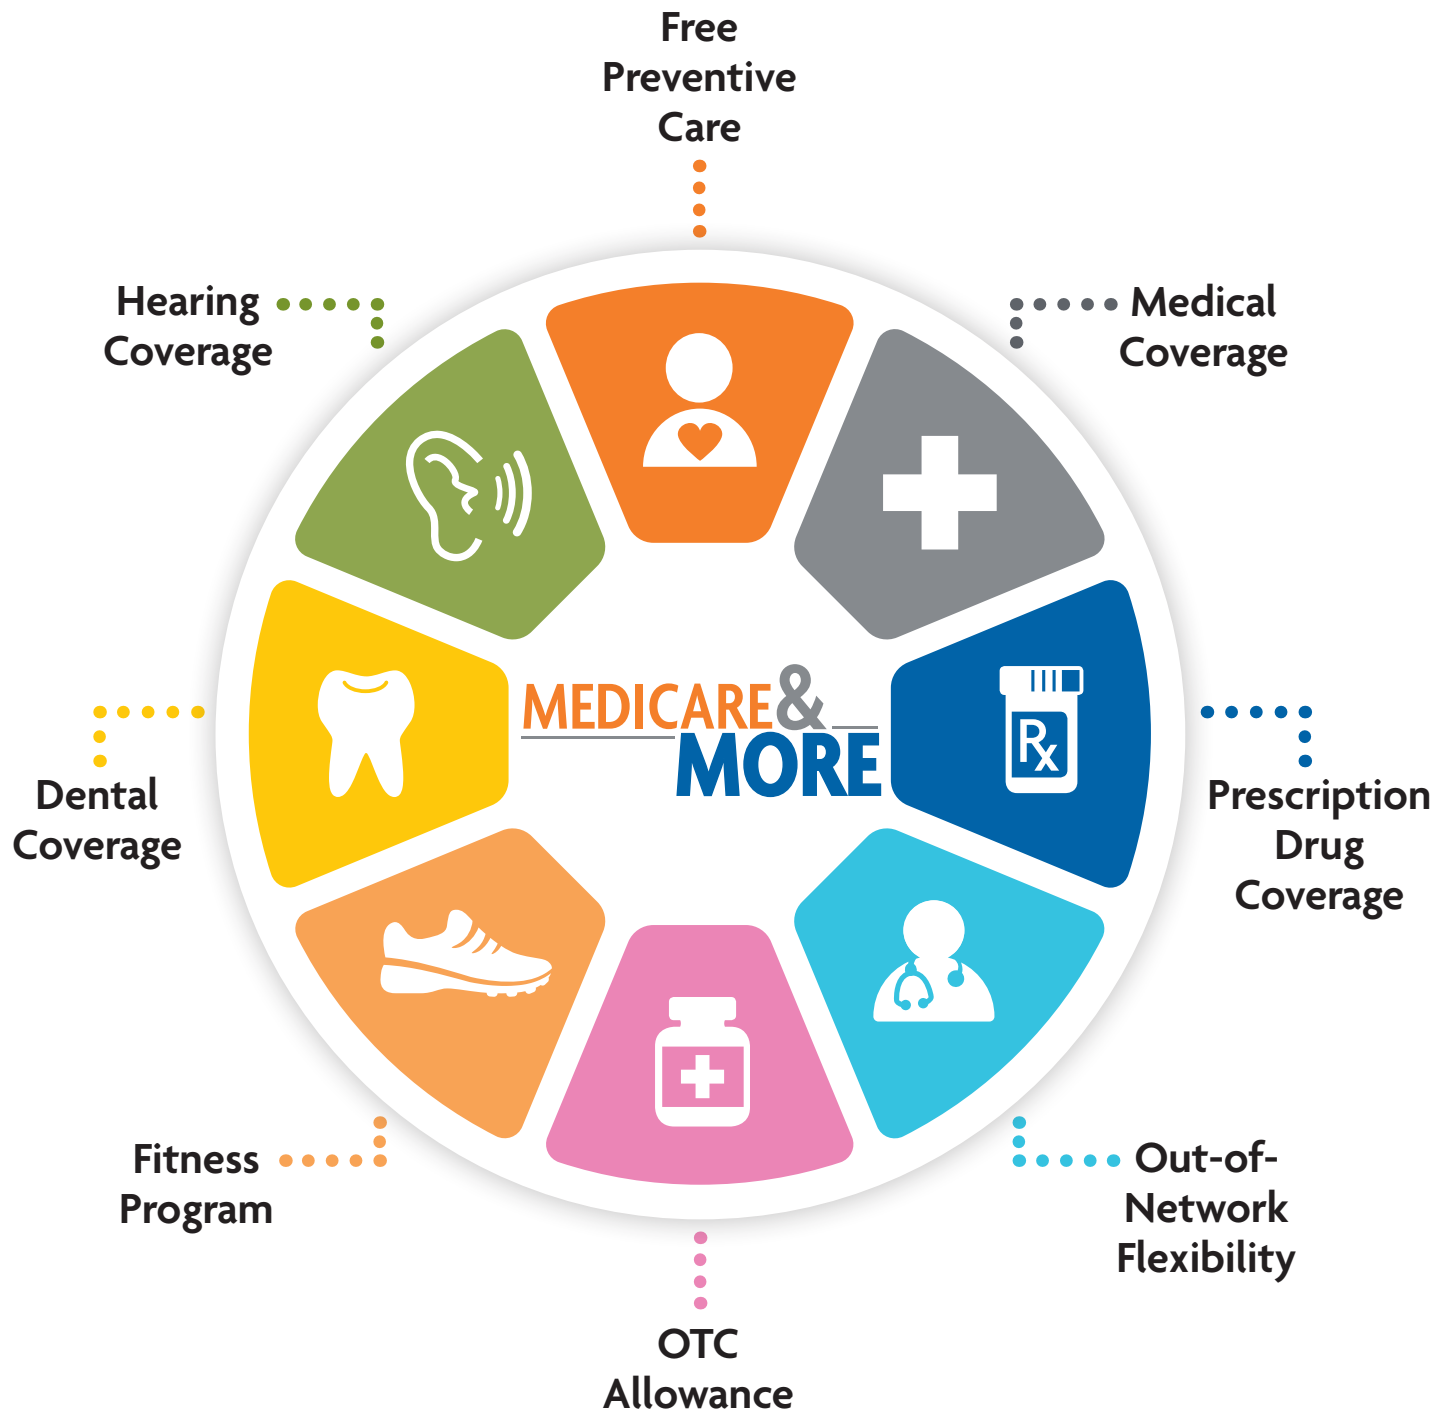 Free
Preventive
Care
Hearing
Coverage
Medical
Coverage
MEDICARE&
MORE
Rx
Dental
Coverage
Prescription
Drug
Coverage
Fitness
Program
Out-of-
Network
Flexibility
OTC
Allowance